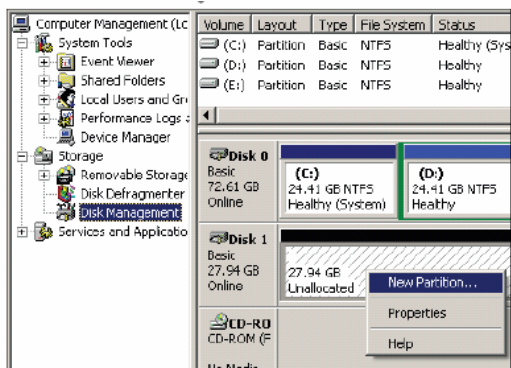 Computer Management (Lc
System Tools
Event Viewer
Shared Folders
Local Users and Gr
Performance Logs
Device Manager
Storage
Removable Storage
Disk Defragmenter
Disk Management
Services and Applicatio
Volume Layout Type File System Status
(C:) Partition Basic NTFS Healthy (Sys
(D:) Partition Basic NTFS Healthy
(E:) Partition Basic NTFS Healthy
Disk 0
Basic
72.61 GB
Online
(C:)
24.41 GB NTFS
Healthy (System)
(D:)
24.41 GB NTFS
Healthy
Disk 1
Basic
27.94 GB
Online
27.94 GB
Unallocated
New Partition...
Properties
Help
CD-RO
CD-ROM (F
No Media